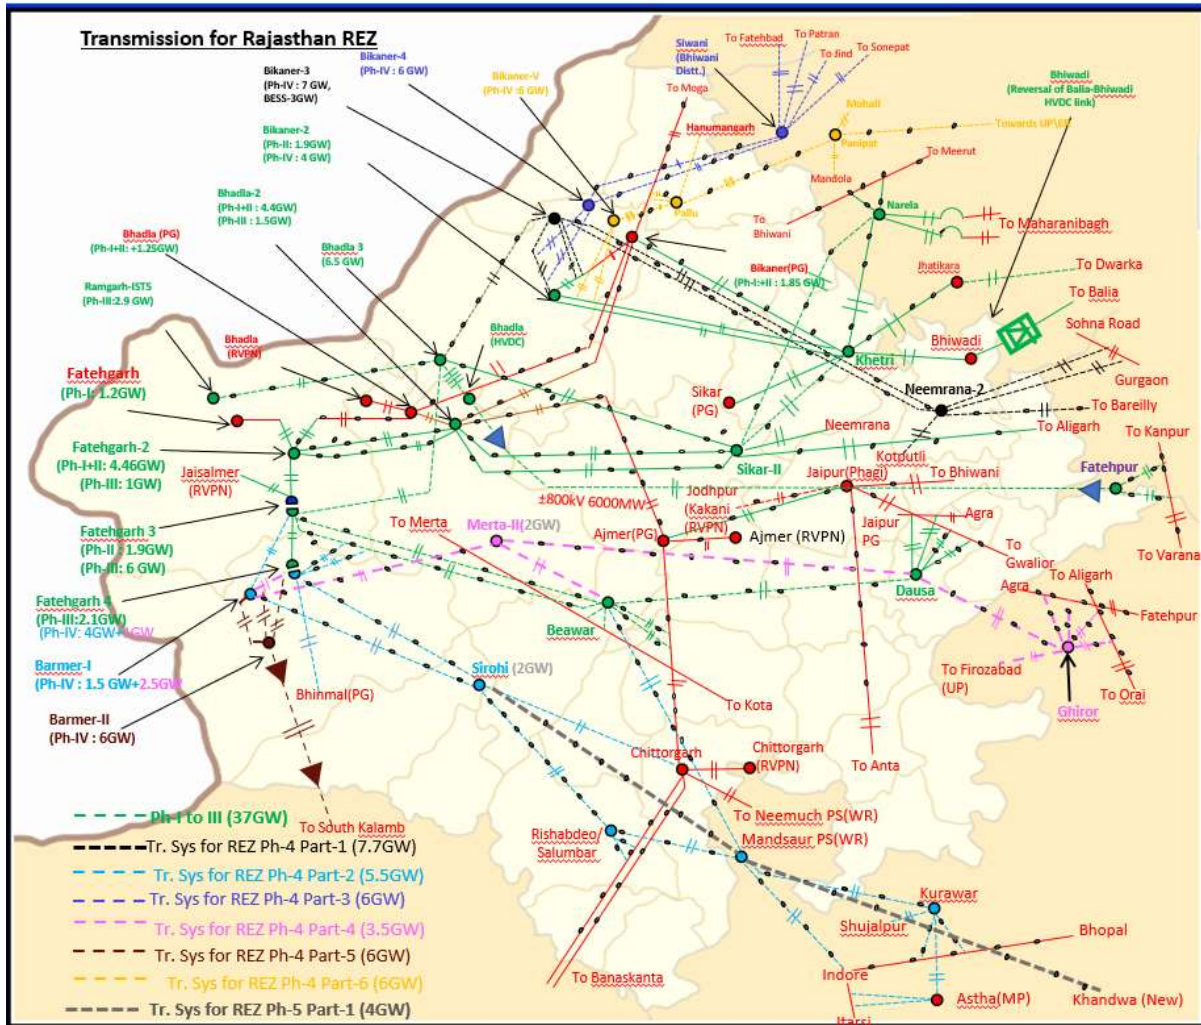 Transmission for Rajasthan REZ
Bikaner-4
(Ph-IV : 6 GW)
Bikaner-3
(Ph-IV : 7 GW,
BESS-3GW)
Bikaner-V
(Ph-IV :6 GW)
Siwani
(Bhiwani
Distt.)
To Fatehbad
To Patran
To Jind
To Sonepat
Bhiwadi
(Reversal of Balia-Bhiwadi
HVDC link)
To Moga
Mohali
Hanumangarh
Towards UP\ER
Panipat
Bikaner-2
(Ph-II: 1.9GW)
(Ph-IV : 4 GW)
To Meerut
Mandola
Bhadla-2
(Ph-I+II: 4.4GW)
(Ph-III : 1.5GW)
Pallu
Narela
To
Bhiwani
To Maharanibagh
Bhadla (PG)
(Ph-I+II: +1.25GW)
Bhadla 3
(6.5 GW)
Bikaner(PG)
(Ph-I:+II : 1.85 GW)
Jhatikara
To Dwarka
Ramgarh-ISTS
(Ph-III:2.9 GW)
To Balia
Bhadla
(HVDC)
Bhadla
(RVPN)
Sohna Road
Khetri
Bhiwadi
Fatehgarh
(Ph-I: 1.2GW)
Gurgaon
Neemrana-2
Sikar
(PG)
To Bareilly
Neemrana
To Aligarh
To Kanpur
Fatehgarh-2
(Ph-I+II: 4.46GW)
(Ph-III: 1GW)
Sikar-II
Kotputli
Jaisalmer
(RVPN)
Jaipur(Phagi)
To Bhiwani
Fatehpur
±800kV 6000MW
Jodhpur
(Kakani)
(RVPN)
To Merta
Merta-II(2GW)
Jaipur
PG
Agra
Ajmer(PG)
Ajmer (RVPN)
To Varana
Fatehgarh 3
(Ph-II : 1.9GW)
(Ph-III: 6 GW)
To
Gwalior
To Aligarh
Agra
Dausa
Fatehgarh 4
(Ph-III:2.1GW)
(Ph-IV: 4GW+1GW
Beawar
Fatehpur
Barmer-I
(Ph-IV : 1.5 GW+2.5GW
Sirohi (2GW)
To Firozabad
(UP)
Bhinmal(PG)
To Orai
To Kota
Ghiror
Barmer-II
(Ph-IV : 6GW)
Chittorgarh
Chittorgarh
(RVPN)
To Anta
To Neemuch PS(WR)
Ph-I to III (37GW)
To South Kalamb
Rishabdeo/
Salumbar
Mandsaur PS(WR)
Tr. Sys for REZ Ph-4 Part-1 (7.7GW)
Tr. Sys for REZ Ph-4 Part-2 (5.5GW)
Kurawar
Tr. Sys for REZ Ph-4 Part-3 (6GW)
Shujalpur
Tr. Sys for REZ Ph-4 Part-4 (3.5GW)
Bhopal
Tr. Sys for REZ Ph-4 Part-5 (6GW)
Indore
To Banaskanta
Tr. Sys for REZ Ph-4 Part-6 (6GW)
Astha(MP)
Khandwa (New)
Tr. Sys for REZ Ph-5 Part-1 (4GW)
Itarsi